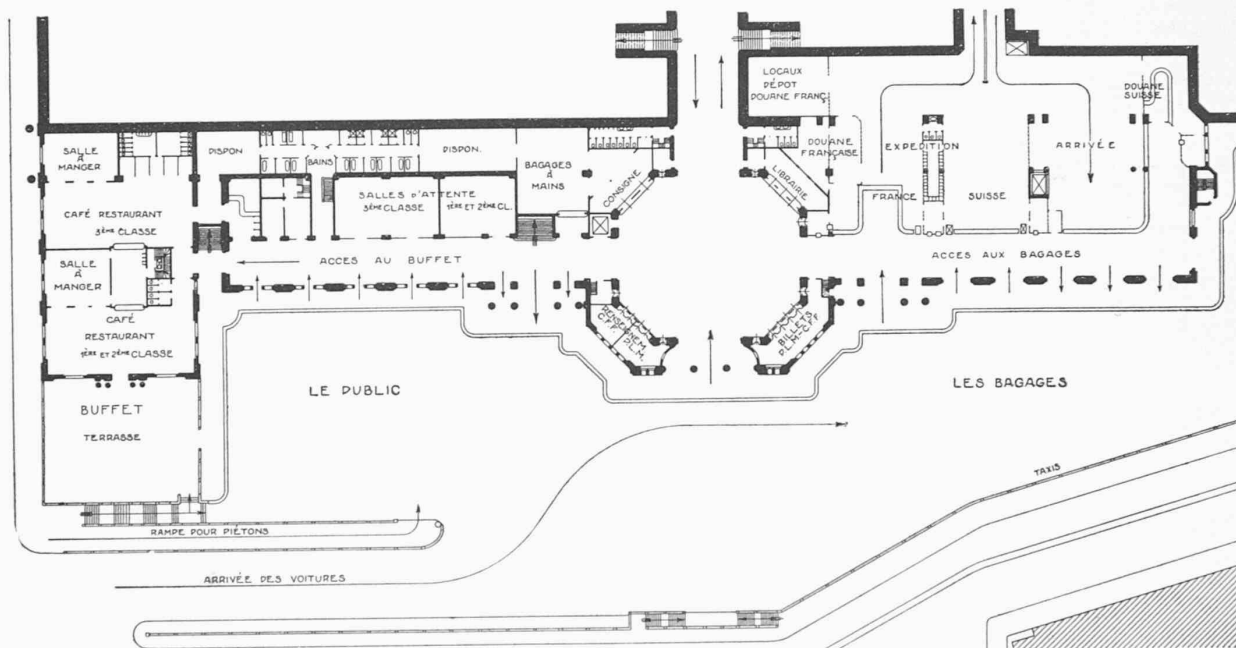 LOCAUX
DÉPOT
DOUANE FRANÇ.
DOUANE
SUISSE
SALLE
À
MANGER
DISPON
BAINS
DISPON.
BAGAGES
À
MAINS
CONSIGNE
LIBRAIRIE
DOUANE
FRANÇAISE
EXPEDITION
ARRIVÉE
SALLES D'ATTENTE
3ÈME CLASSE
1ÈRE ET 2ÈME CL.
FRANCE
SUISSE
CAFÉ RESTAURANT
3ÈME CLASSE
SALLE
À
MANGER
ACCES AU BUFFET
ACCES AUX BAGAGES
CAFÉ
RESTAURANT
1ÈRE ET 2ÈME CLASSE
RENSEIGNEM.
C.F.F.
P.L.M.
BILLETS
P.L.M-CFF
BUFFET
TERRASSE
LE PUBLIC
LES BAGAGES
TAXIS
RAMPE POUR PIÉTONS
ARRIVÉE DES VOITURES